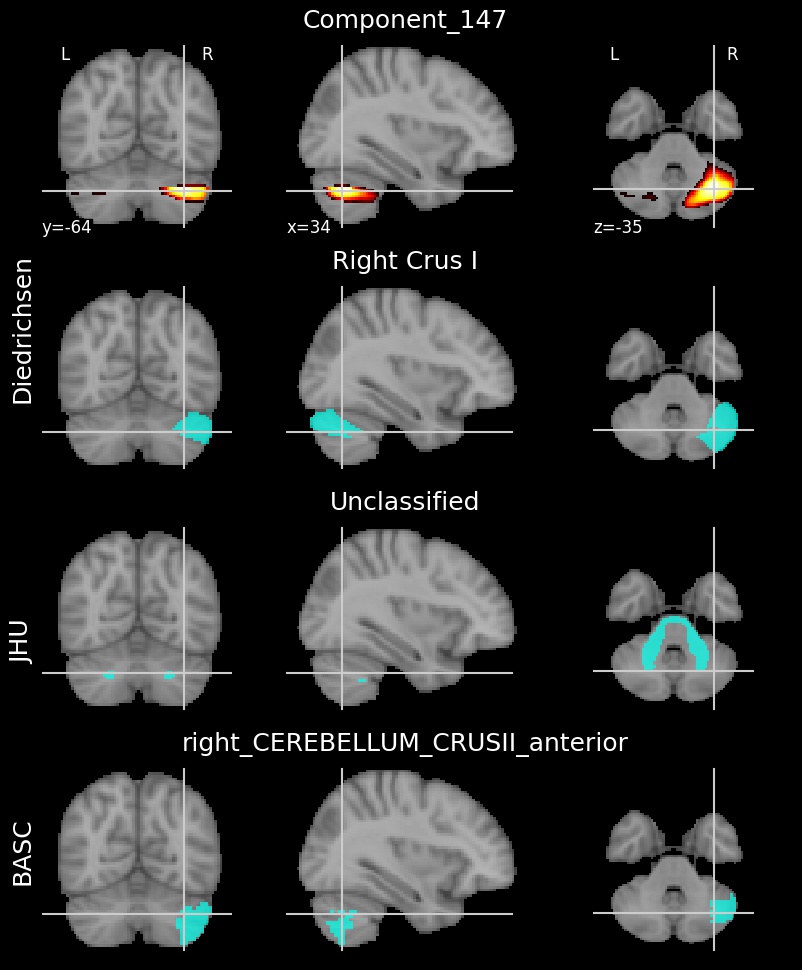 Component_147
L R L R
y=-64 x=34 z=-35
Diedrichsen
Right Crus I
JHU
Unclassified
BASC
right_CEREBELLUM_CRUSII_anterior